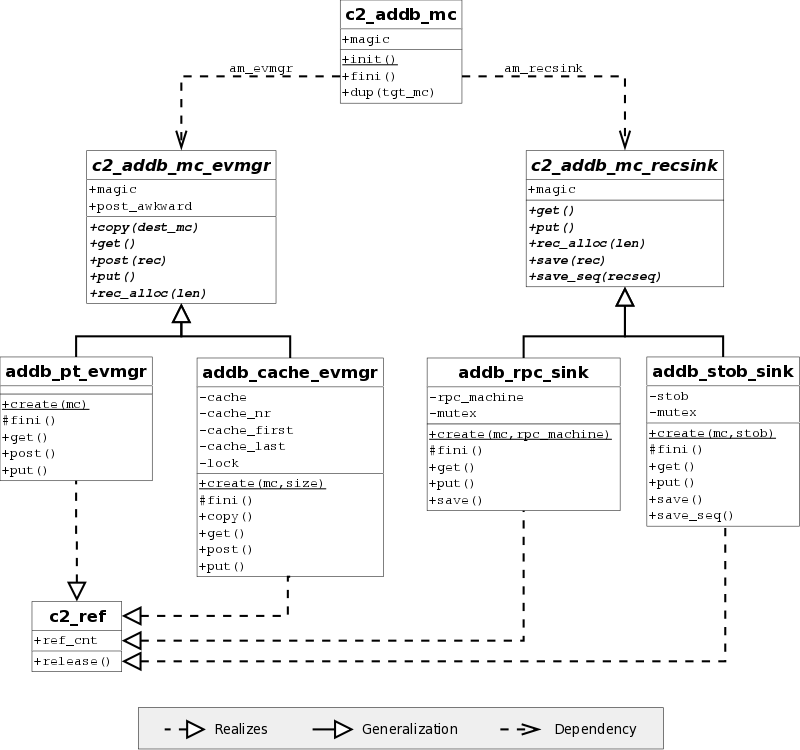 c2_addb_mc
+magic
+init()
+fini()
+dup(tgt_mc)
am_evmgr
am_recsink
c2_addb_mc_evmgr
+magic
+post_awkward
+copy(dest_mc)
+get()
+post(rec)
+put()
+rec_alloc(len)
c2_addb_mc_recsink
+magic
+get()
+put()
+rec_alloc(len)
+save(rec)
+save_seq(recseq)
addb_pt_evmgr
+create(mc)
#fini()
+get()
+post()
+put()
addb_cache_evmgr
-cache
-cache_nr
-cache_first
-cache_last
-lock
+create(mc,size)
#fini()
+copy()
+get()
+post()
+put()
addb_rpc_sink
-rpc_machine
-mutex
+create(mc,rpc_machine)
#fini()
+get()
+put()
+save()
addb_stob_sink
-stob
-mutex
+create(mc,stob)
#fini()
+get()
+put()
+save()
+save_seq()
c2_ref
+ref_cnt
+release()
Realizes
Generalization
Dependency